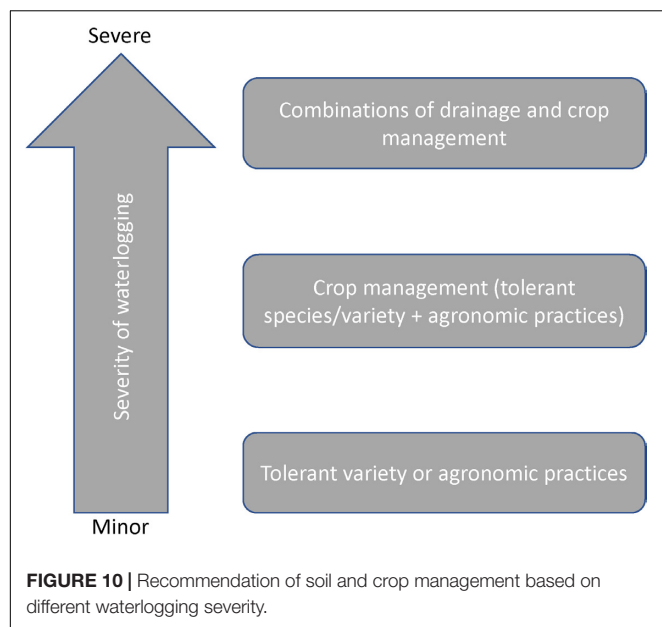 Severe
Combinations of drainage and crop
management
Severity of waterlogging
Crop management (tolerant
species/variety + agronomic practices)
Tolerant variety or agronomic practices
Minor
FIGURE 10 | Recommendation of soil and crop management based on
different waterlogging severity.